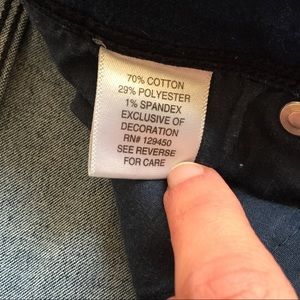 70% COTTON
29% POLYESTER
1% SPANDEX
EXCLUSIVE OF
DECORATION
RN# 129450
SEE REVERSE
FOR CARE